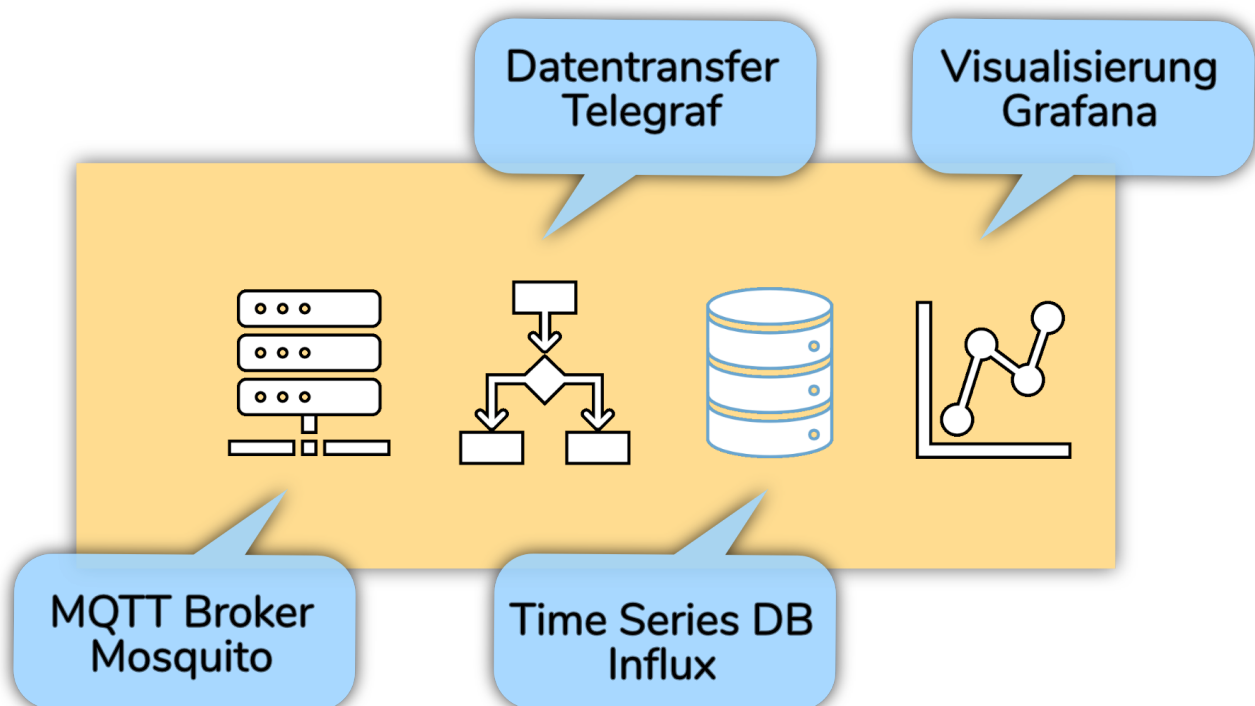 Datentransfer
Telegraf
Visualisierung
Grafana
MQTT Broker
Mosquito
Time Series DB
Influx